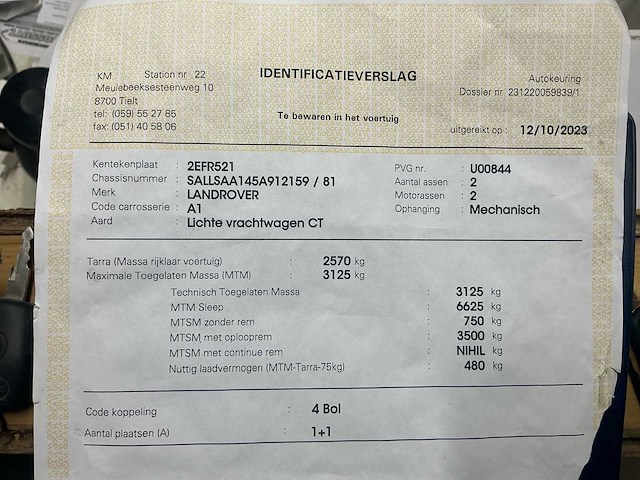 IDENTIFICATIEVERSLAG
KM Station nr 22
Meulebeeksesteenweg 10
8700 Tielt
tel: (059) 55 27 85
fax: (051) 40 58 06
Te bewaren in het voertuig
Autokeuring
Dossier nr 231220059839/1
uitgereikt op : 12/10/2023
Kentekenplaat : 2EFR521
Chassisnummer : SALLSAA145A912159 / 81
Merk : LANDROVER
Code carrosserie : A1
Aard : Lichte vrachtwagen CT
PVG nr. : U00844
Aantal assen : 2
Motorassen : 2
Ophanging : Mechanisch
Tarra (Massa rijklaar voertuig) : 2570 kg
Maximale Toegelaten Massa (MTM) : 3125 kg
Technisch Toegelaten Massa : 3125 kg
MTM Sleep : 6625 kg
MTSM zonder rem : 750 kg
MTSM met oplooprem : 3500 kg
MTSM met continue rem : NIHIL kg
Nuttig laadvermogen (MTM-Tarra-75kg) : 480 kg
Code koppeling : 4 Bol
Aantal plaatsen (A) : 1+1